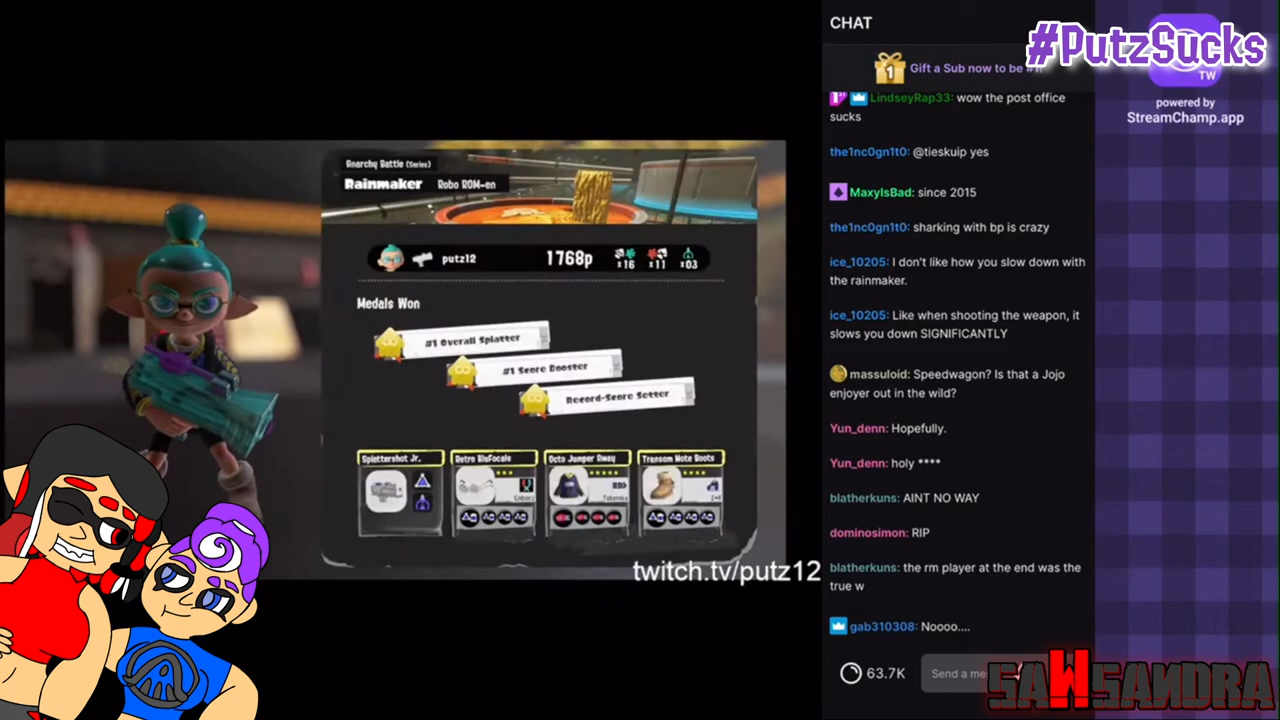 #PutzSucks
CHAT
1 Gift a Sub now to be #1!
TW
powered by
StreamChamp.app
LindseyRap33: wow the post office
sucks
the1nc0gn1t0: @tieskuip yes
MaxyIsBad: since 2015
the1nc0gn1t0: sharking with bp is crazy
ice_10205: I don't like how you slow down with
the rainmaker.
ice_10205: Like when shooting the weapon, it
slows you down SIGNIFICANTLY
massuloid: Speedwagon? Is that a Jojo
enjoyer out in the wild?
Yun_denn: Hopefully.
Yun_denn: holy ****
blatherkuns: AINT NO WAY
dominosimon: RIP
blatherkuns: the rm player at the end was the
true w
gab310308: Noooo....
63.7K Send a me
SAWSANDRA
Anarchy Battle (Series)
Rainmaker Robo ROM-en
putz12 1768p x16 x11 x03
Medals Won
#1 Overall Splatter
#1 Score Booster
Record-Score Setter
Splattershot Jr. Retro Blufocals Octo Jumper Away Transom Note Boots
twitch.tv/putz12